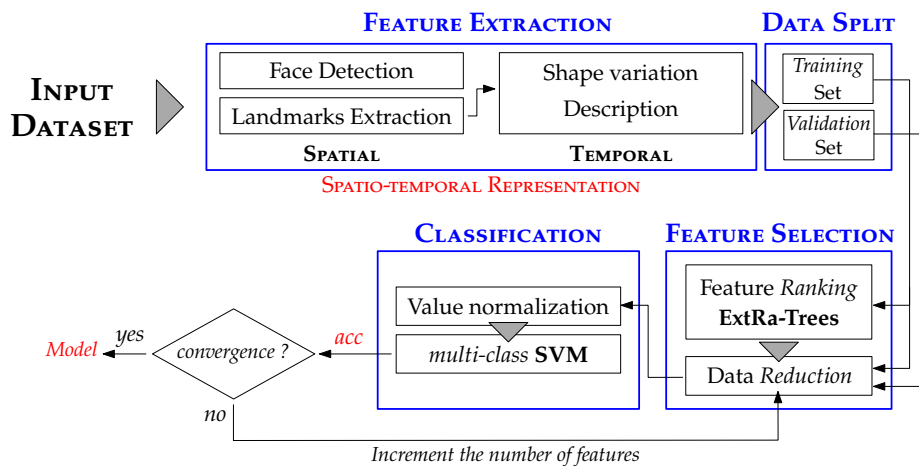 FEATURE EXTRACTION
DATA SPLIT
INPUT
DATASET
Face Detection
Landmarks Extraction
Shape variation
Description
SPATIAL
TEMPORAL
Training
Set
Validation
Set
SPATIO-TEMPORAL REPRESENTATION
CLASSIFICATION
FEATURE SELECTION
Value normalization
multi-class SVM
Feature Ranking
ExtRa-Trees
Data Reduction
Model
yes
convergence ?
acc
no
Increment the number of features